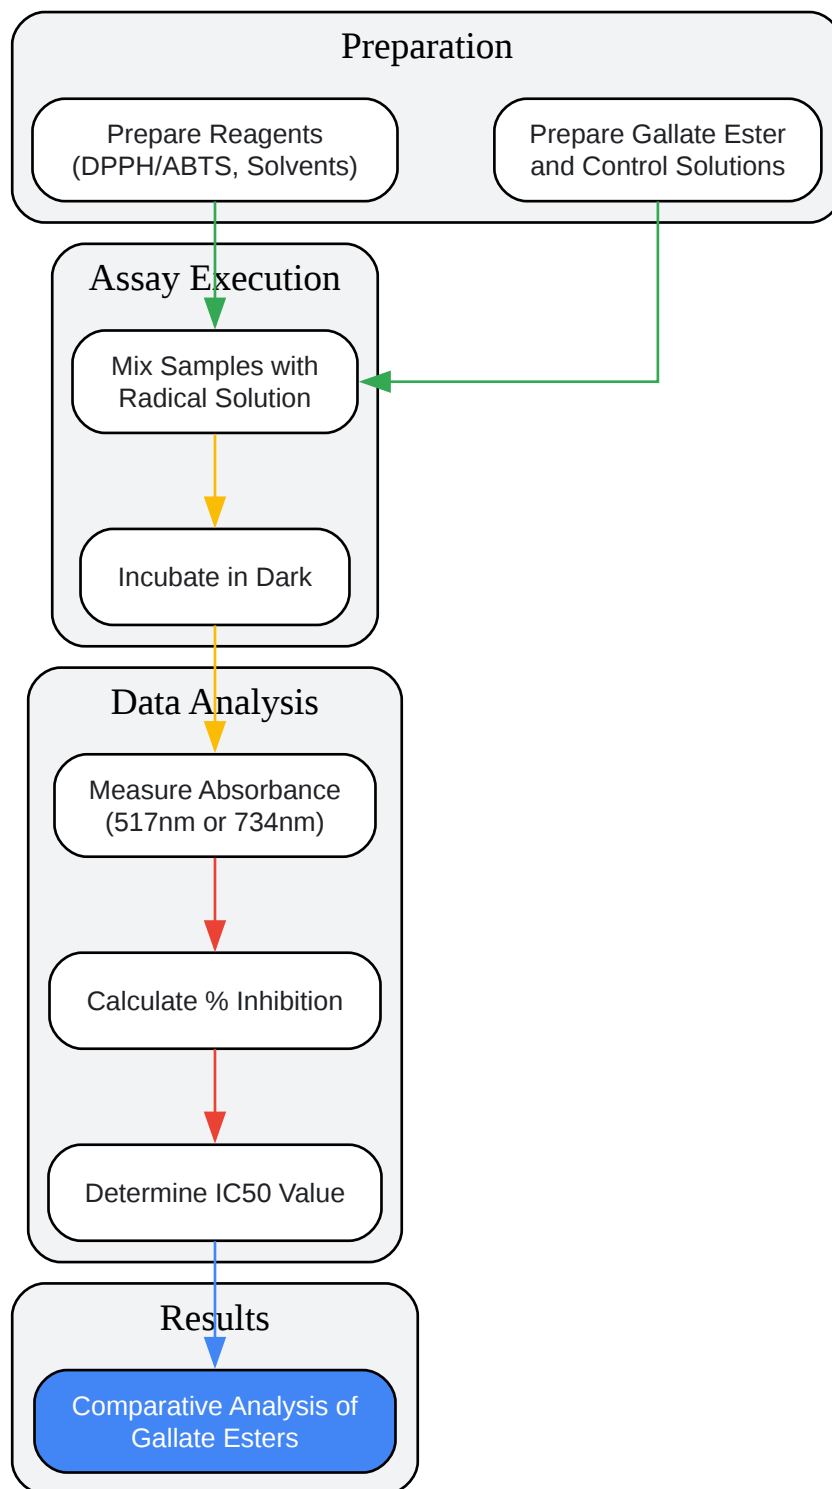 Preparation
Prepare Reagents
(DPPH/ABTS, Solvents)
Prepare Gallate Ester
and Control Solutions
Assay Execution
Mix Samples with
Radical Solution
Incubate in Dark
Data Analysis
Measure Absorbance
(517nm or 734nm)
Calculate % Inhibition
Determine IC50 Value
Results
Comparative Analysis of
Gallate Esters